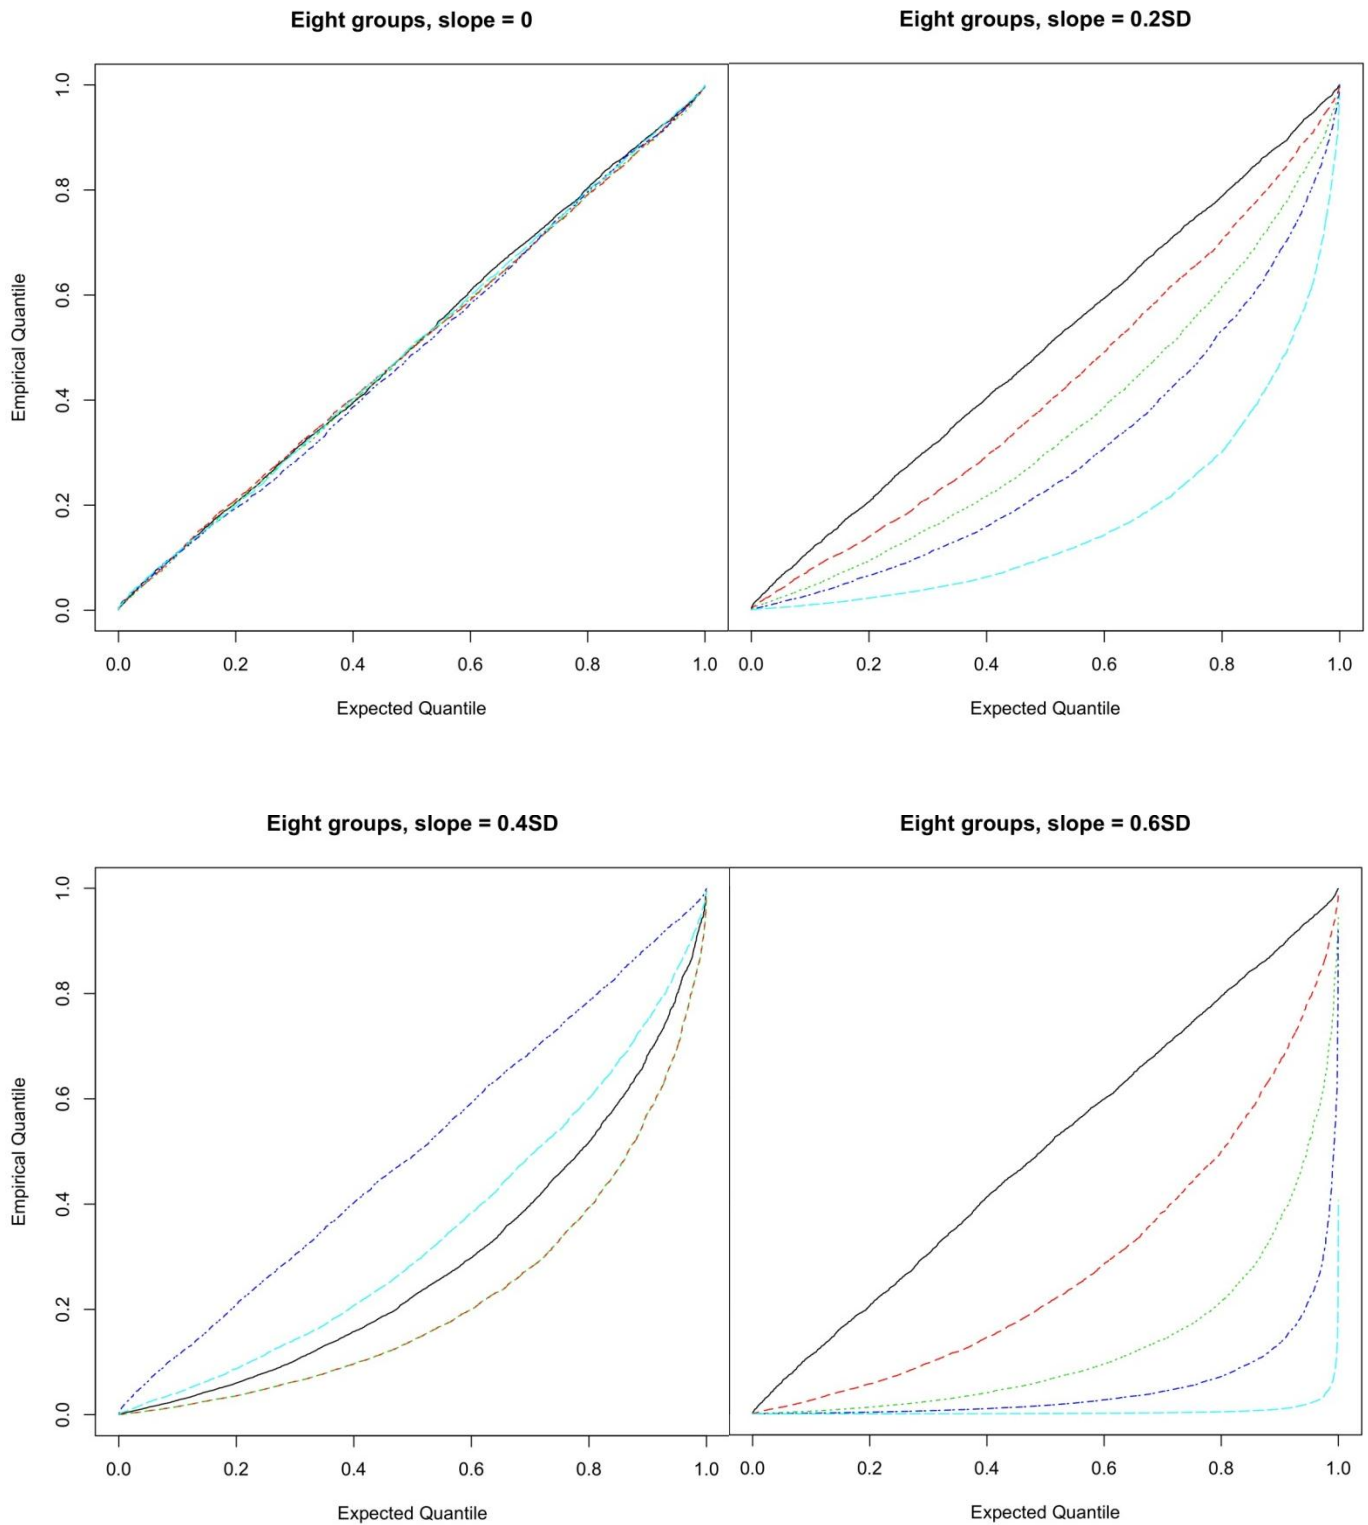 Eight groups, slope = 0
Eight groups, slope = 0.2SD
Empirical Quantile
1.0
0.8
0.6
0.4
0.2
0.0
0.0 0.2 0.4 0.6 0.8 1.0
0.0 0.2 0.4 0.6 0.8 1.0
Expected Quantile
Expected Quantile
Eight groups, slope = 0.4SD
Eight groups, slope = 0.6SD
Empirical Quantile
1.0
0.8
0.6
0.4
0.2
0.0
0.0 0.2 0.4 0.6 0.8 1.0
0.0 0.2 0.4 0.6 0.8 1.0
Expected Quantile
Expected Quantile